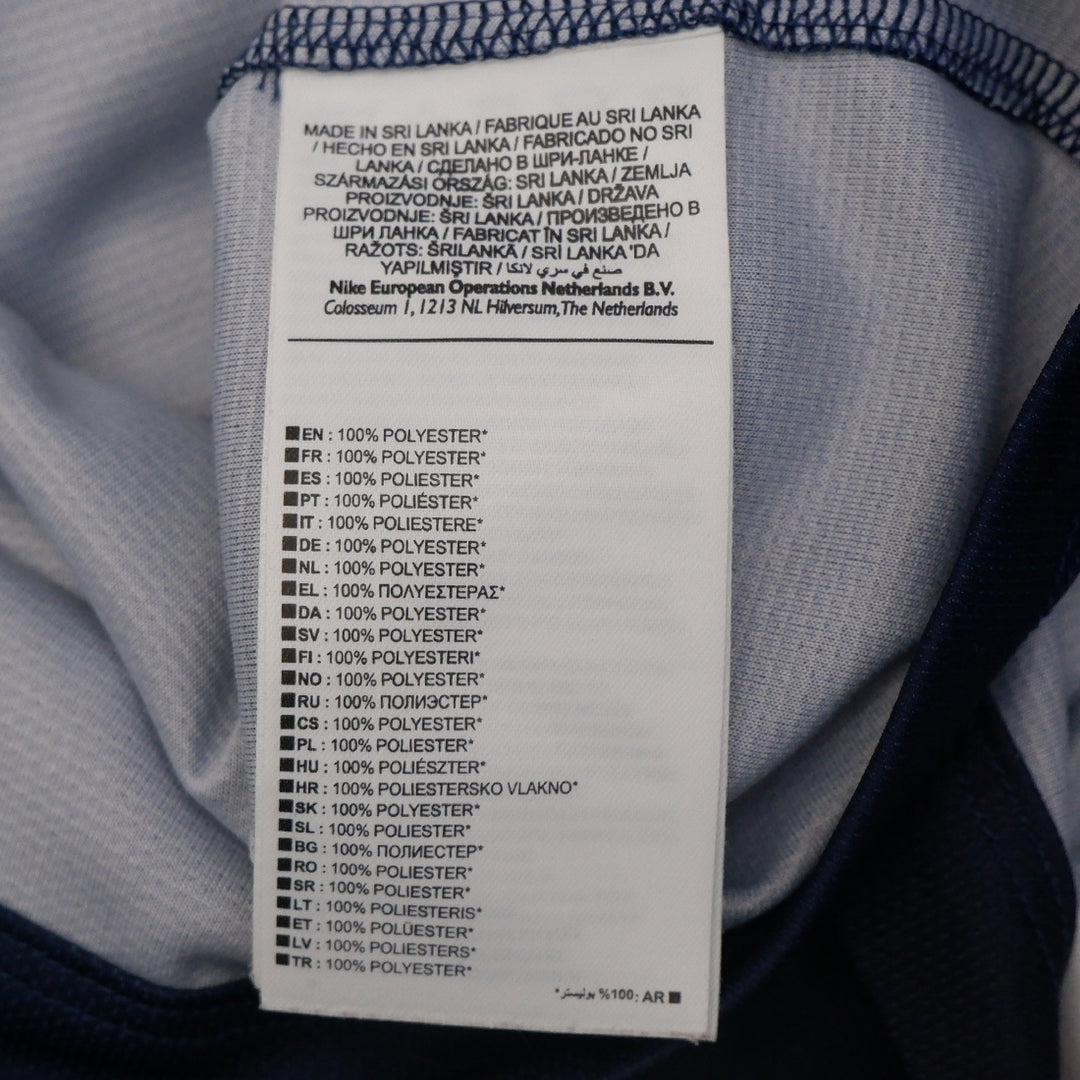 MADE IN SRI LANKA / FABRIQUE AU SRI LANKA
/ HECHO EN SRI LANKA / FABRICADO NO SRI
LANKA / СДЕЛАНО В ШРИ-ЛАНКЕ /
SZÁRMAZÁSI ORSZÁG: SRI LANKA / ZEMLJA
PROIZVODNJE: ŠRI LANKA / DRŽAVA
PROIZVODNJE: ŠRI LANKA / ПРОИЗВЕДЕНО В
ШРИ ЛАНКА / FABRICAT ÎN SRI LANKA /
RAŽOTS: ŠRILANKĀ / SRİ LANKA 'DA
YAPILMIŞTIR / صنع في سري لانكا
Nike European Operations Netherlands B.V.
Colosseum 1, 1213 NL Hilversum, The Netherlands
EN : 100% POLYESTER*
FR : 100% POLYESTER*
ES : 100% POLIESTER*
PT : 100% POLIÉSTER*
IT : 100% POLIESTERE*
DE : 100% POLYESTER*
NL : 100% POLYESTER*
EL : 100% ΠΟΛΥΕΣΤΕΡΑΣ*
DA : 100% POLYESTER*
SV : 100% POLYESTER*
FI : 100% POLYESTERI*
NO : 100% POLYESTER*
RU : 100% ПОЛИЭСТЕР*
CS : 100% POLYESTER*
PL : 100% POLIESTER*
HU : 100% POLIÉSZTER*
HR : 100% POLIESTERSKO VLAKNO*
SK : 100% POLYESTER*
SL : 100% POLIESTER*
BG : 100% ПОЛИЕСТЕР*
RO : 100% POLIESTER*
SR : 100% POLIESTER*
LT : 100% POLIESTERIS*
ET : 100% POLÜESTER*
LV : 100% POLIESTERS*
TR : 100% POLYESTER*
AR :100% بوليستر*